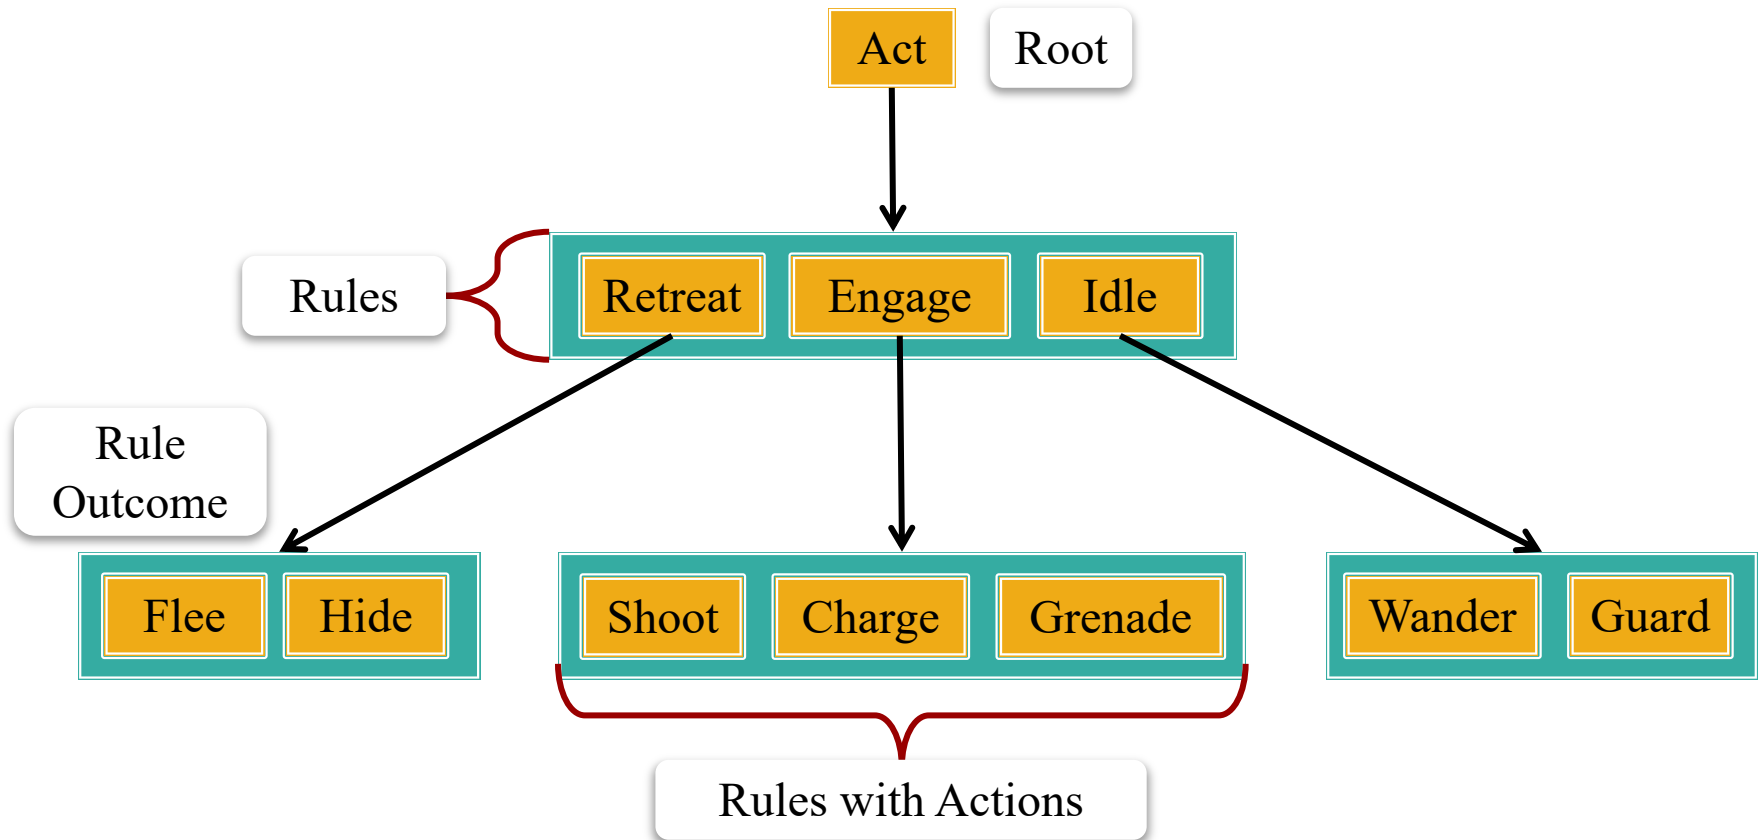 Act
Root
Rules
Retreat
Engage
Idle
Rule
Outcome
Flee
Hide
Shoot
Charge
Grenade
Wander
Guard
Rules with Actions